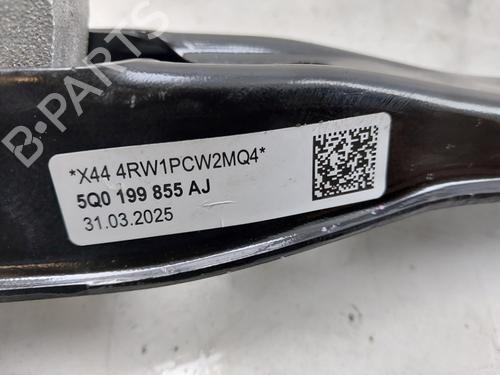 B-PARTS
*X44 4RW1PCW2MQ4*
5Q0 199 855 AJ
31.03.2025